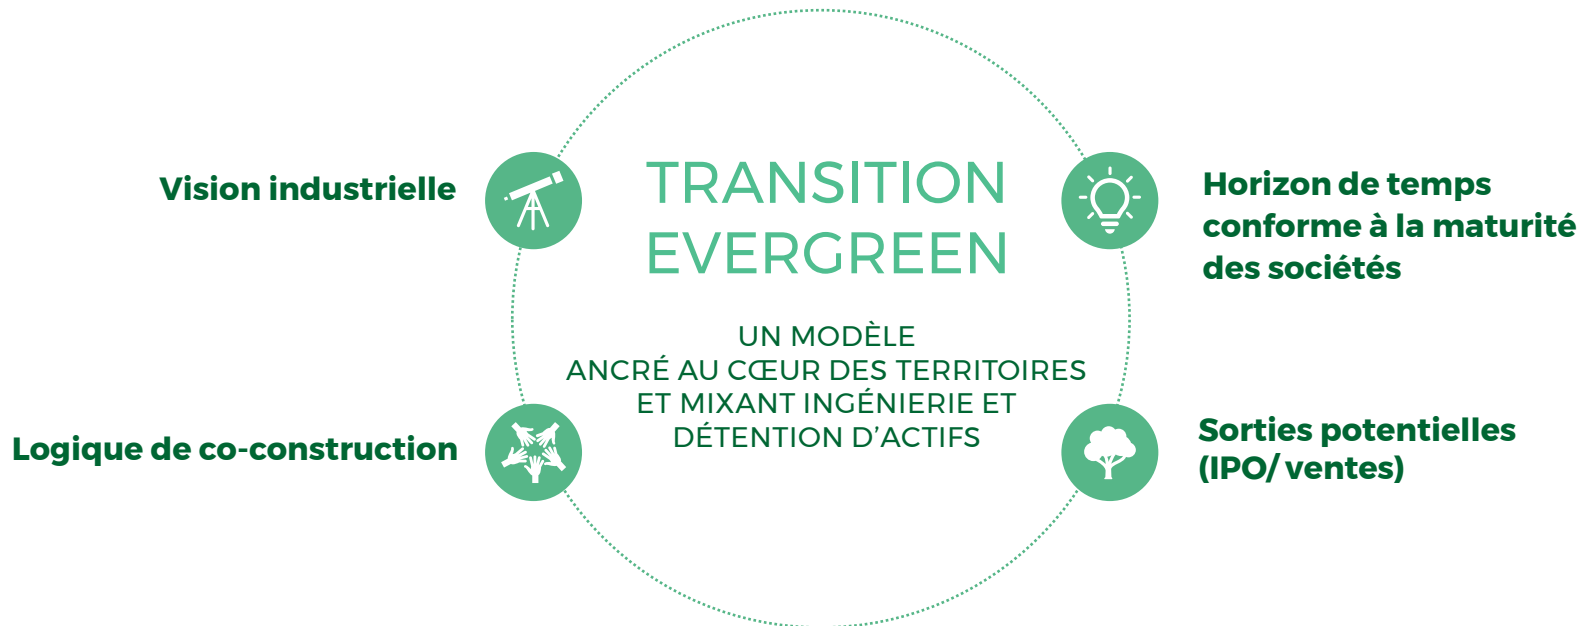 Vision industrielle
TRANSITION
EVERGREEN
Horizon de temps
conforme à la maturité
des sociétés
UN MODÈLE
ANCRÉ AU CŒUR DES TERRITOIRES
ET MIXANT INGÉNIERIE ET
DÉTENTION D’ACTIFS
Logique de co-construction
Sorties potentielles
(IPO/ ventes)